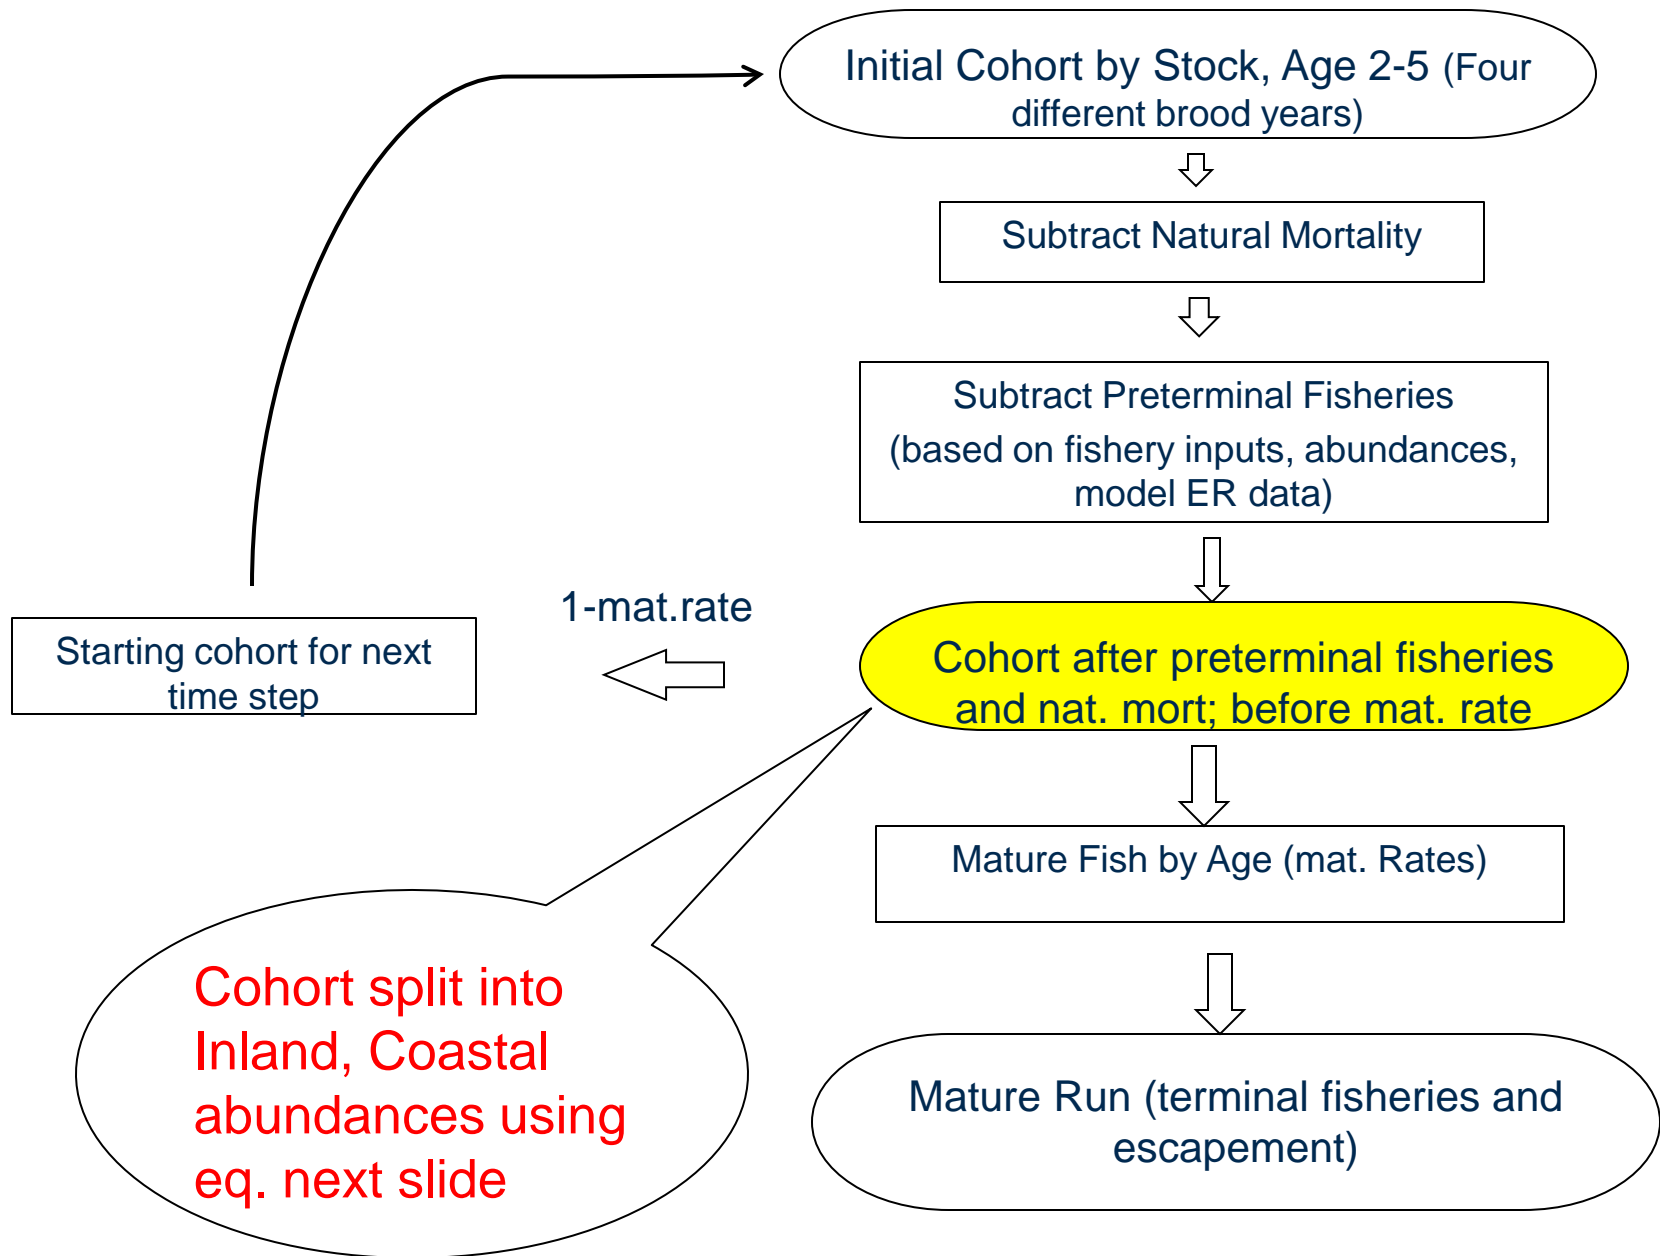 Initial Cohort by Stock, Age 2-5 (Four
different brood years)
Subtract Natural Mortality
Subtract Preterminal Fisheries
(based on fishery inputs, abundances,
model ER data)
1-mat.rate
Starting cohort for next
time step
Cohort after preterminal fisheries
and nat. mort; before mat. rate
Mature Fish by Age (mat. Rates)
Cohort split into
Inland, Coastal
abundances using
eq. next slide
Mature Run (terminal fisheries and
escapement)